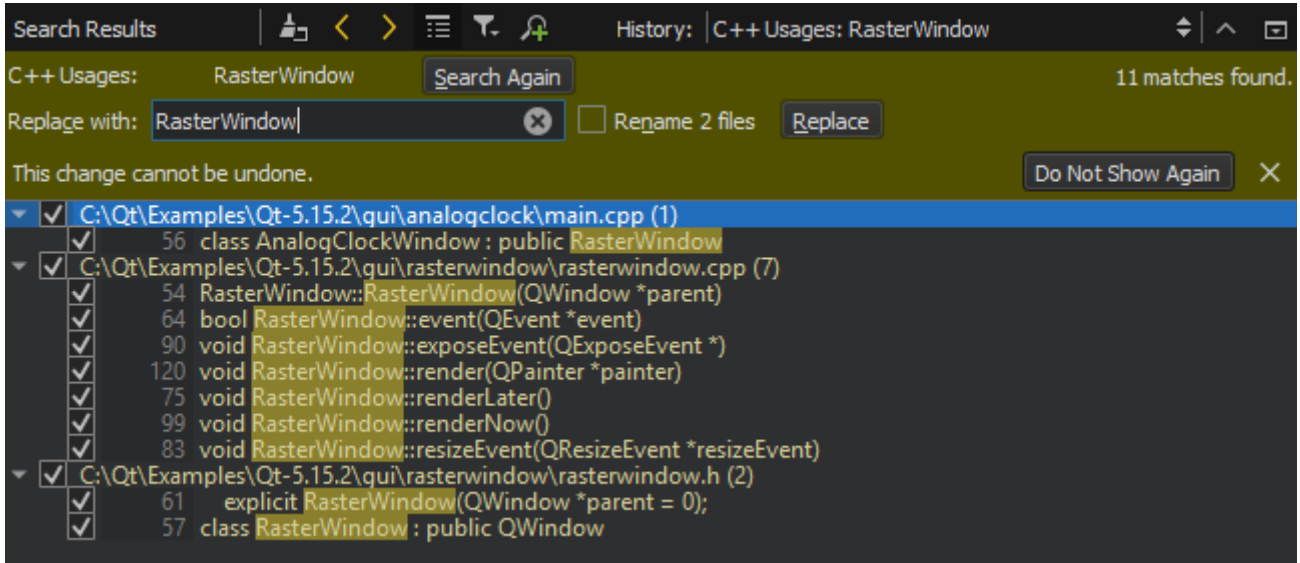 Search Results History: C++ Usages: RasterWindow
C++ Usages: RasterWindow Search Again 11 matches found.
Replace with: RasterWindow Rename 2 files Replace
This change cannot be undone. Do Not Show Again
C:\Qt\Examples\Qt-5.15.2\gui\analogclock\main.cpp (1)
56 class AnalogClockWindow : public RasterWindow
C:\Qt\Examples\Qt-5.15.2\gui\rasterwindow\rasterwindow.cpp (7)
54 RasterWindow::RasterWindow(QWindow *parent)
64 bool RasterWindow::event(QEvent *event)
90 void RasterWindow::exposeEvent(QExposeEvent *)
120 void RasterWindow::render(QPainter *painter)
75 void RasterWindow::renderLater()
99 void RasterWindow::renderNow()
83 void RasterWindow::resizeEvent(QResizeEvent *resizeEvent)
C:\Qt\Examples\Qt-5.15.2\gui\rasterwindow\rasterwindow.h (2)
61 explicit RasterWindow(QWindow *parent = 0);
57 class RasterWindow : public QWindow